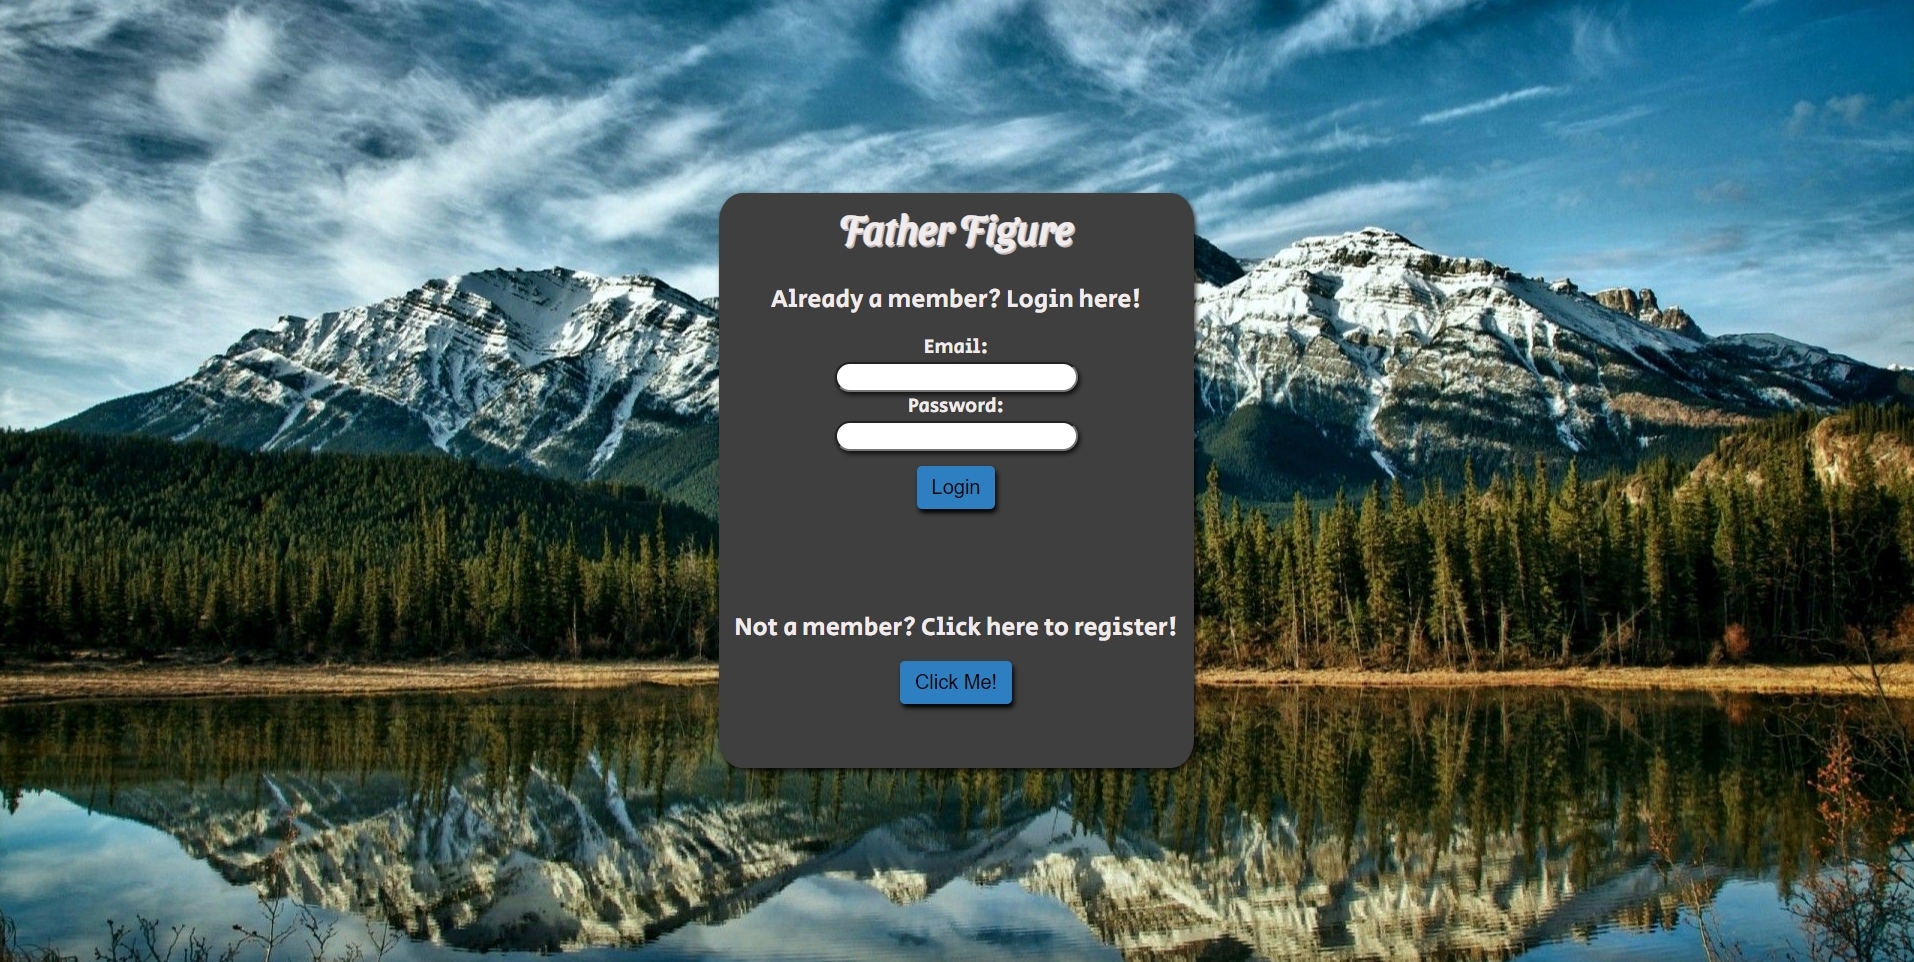 Father Figure
Already a member? Login here!
Email:
Password:
Login
Not a member? Click here to register!
Click Me!